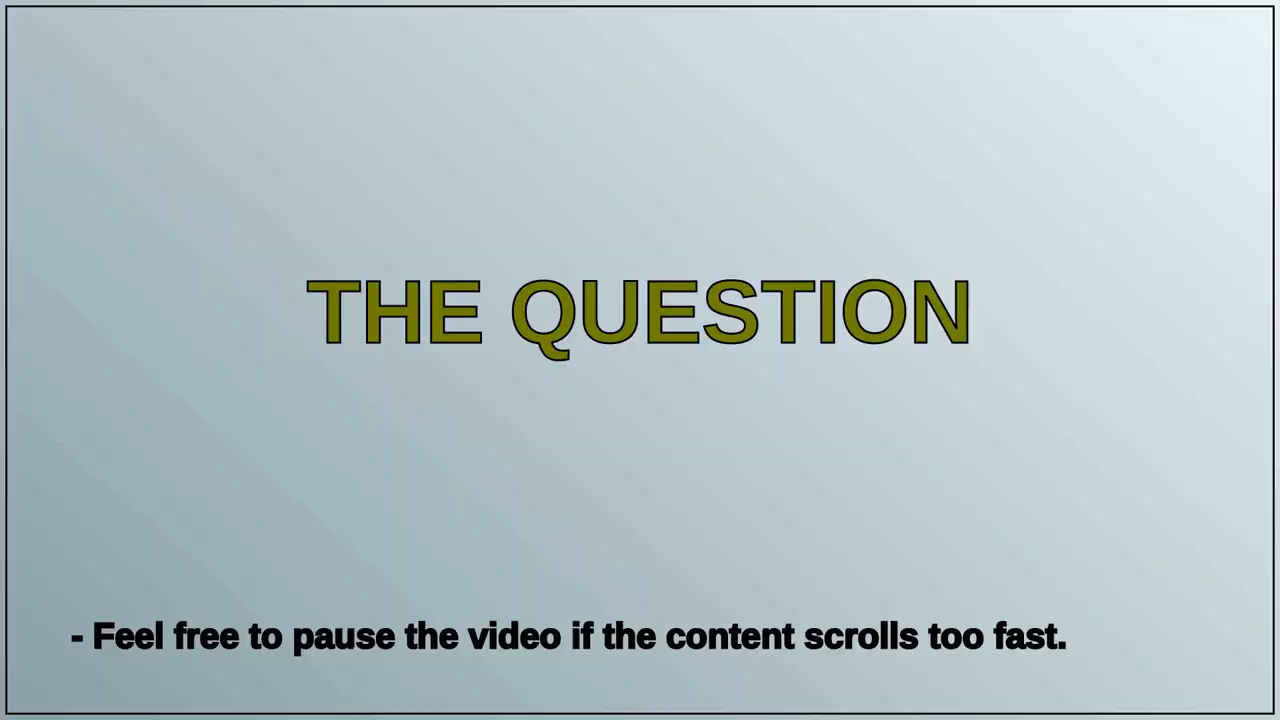 THE QUESTION
- Feel free to pause the video if the content scrolls too fast.